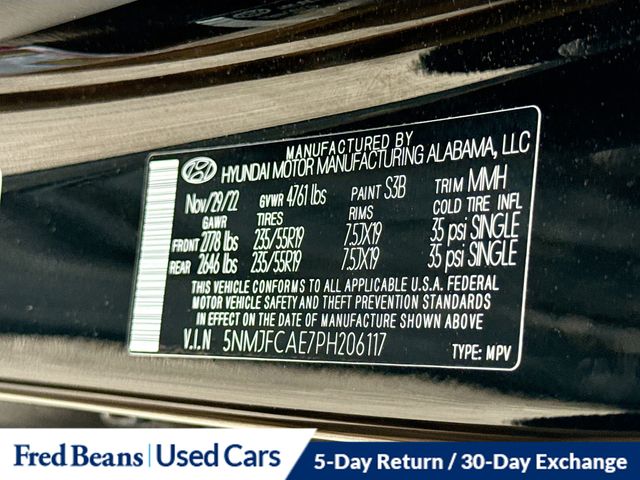 MANUFACTURED BY
HYUNDAI MOTOR MANUFACTURING ALABAMA, LLC
Nov/29/22 GVWR 4761 lbs PAINT S3B TRIM MMH
GAWR TIRES RIMS COLD TIRE INFL
FRONT 2778 lbs 235/55R19 7.5JX19 35 psi SINGLE
REAR 2646 lbs 235/55R19 7.5JX19 35 psi SINGLE
THIS VEHICLE CONFORMS TO ALL APPLICABLE U.S.A. FEDERAL
MOTOR VEHICLE SAFETY AND THEFT PREVENTION STANDARDS
IN EFFECT ON THE DATE OF MANUFACTURE SHOWN ABOVE
V.I.N 5NMJFCAE7PH206117 TYPE: MPV
Fred Beans | Used Cars 5-Day Return / 30-Day Exchange